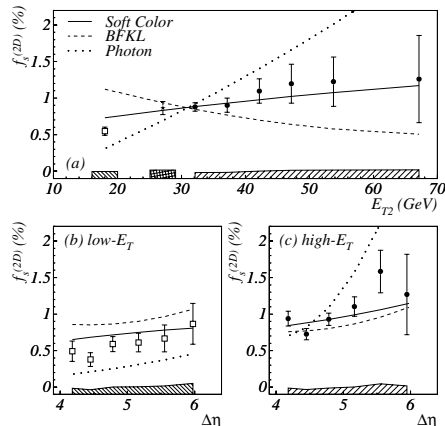 f_s^(2D) (%)
2
1.5
1
0.5
0
Soft Color
BFKL
Photon
(a)
10 20 30 40 50 60 70
E_T2 (GeV)
f_s^(2D) (%)
(b) low-E_T
2
1.5
1
0.5
0
4 5 6
Δη
f_s^(2D) (%)
(c) high-E_T
2
1.5
1
0.5
0
4 5 6
Δη